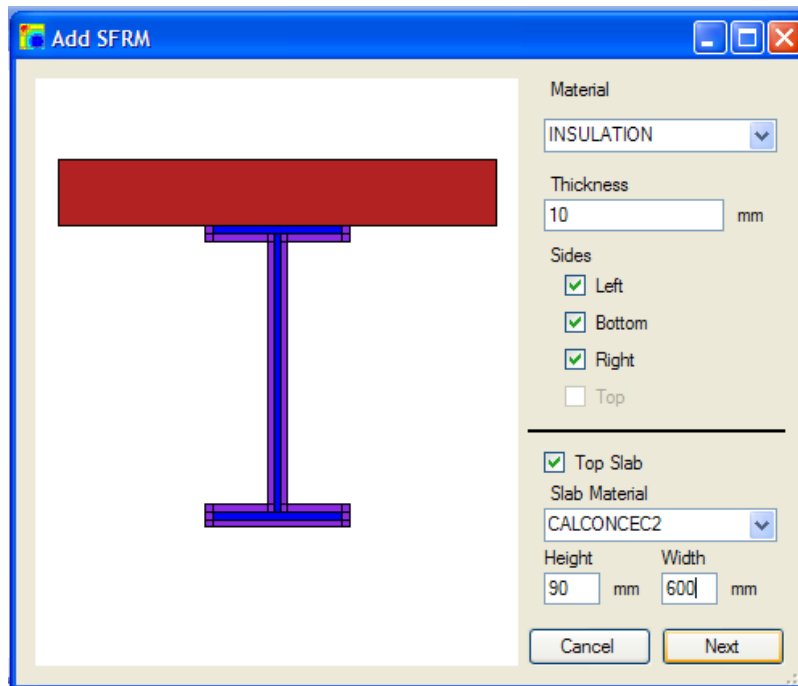 Add SFRM
Material
INSULATION
Thickness
10 mm
Sides
Left
Bottom
Right
Top
Top Slab
Slab Material
CALCONCEC2
Height Width
90 mm 600 mm
Cancel Next